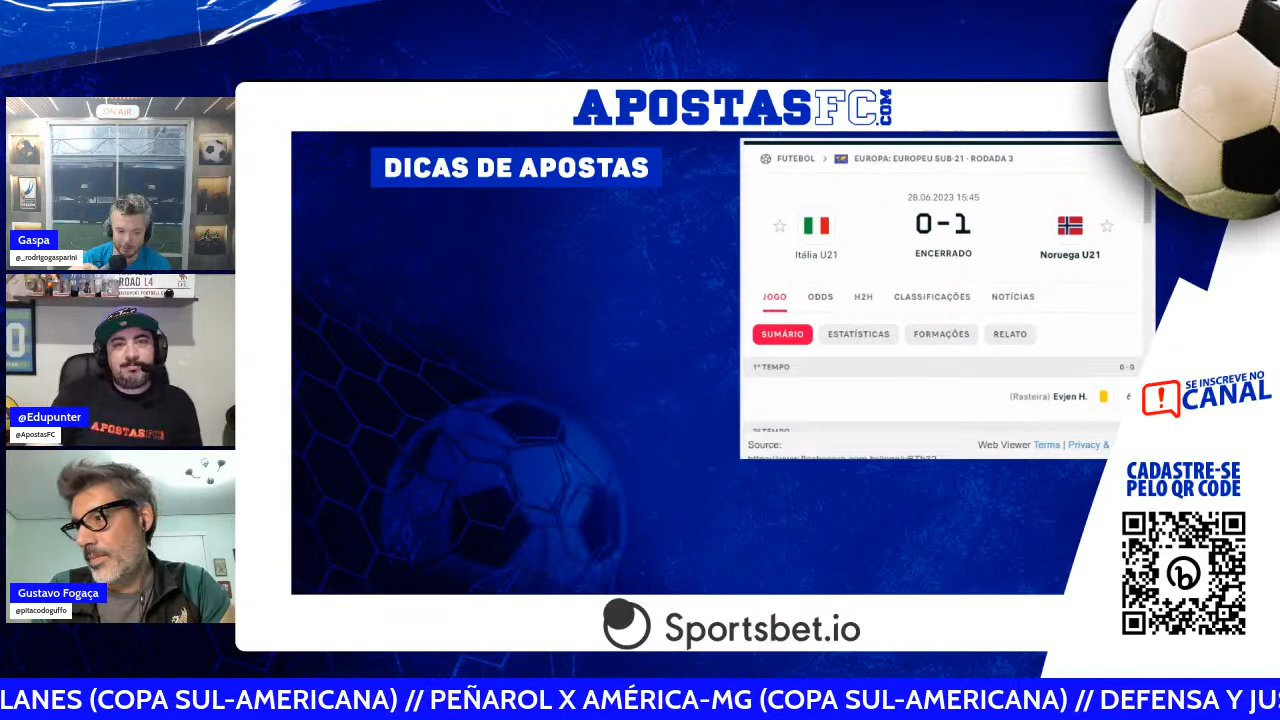 ON AIR
Gaspa
@_rodrigogasparini
ROAD L4
@Edupunter
@ApostasFC
APOSTASFC
Gustavo Fogaça
@pitacodoguffo
APOSTASFC.COM
DICAS DE APOSTAS
FUTEBOL > EUROPA: EUROPEU SUB-21 - RODADA 3
28.06.2023 15:45
0-1
ENCERRADO
Itália U21
Noruega U21
JOGO ODDS H2H CLASSIFICAÇÕES NOTÍCIAS
SUMÁRIO ESTATÍSTICAS FORMAÇÕES RELATO
1º TEMPO 0 - 0
(Rasteira) Evjen H.
2º TEMPO
Source:
Web Viewer Terms | Privacy &
SE INSCREVE NO
CANAL
CADASTRE-SE
PELO QR CODE
Sportsbet.io
LANES (COPA SUL-AMERICANA) // PEÑAROL X AMÉRICA-MG (COPA SUL-AMERICANA) // DEFENSA Y JUS